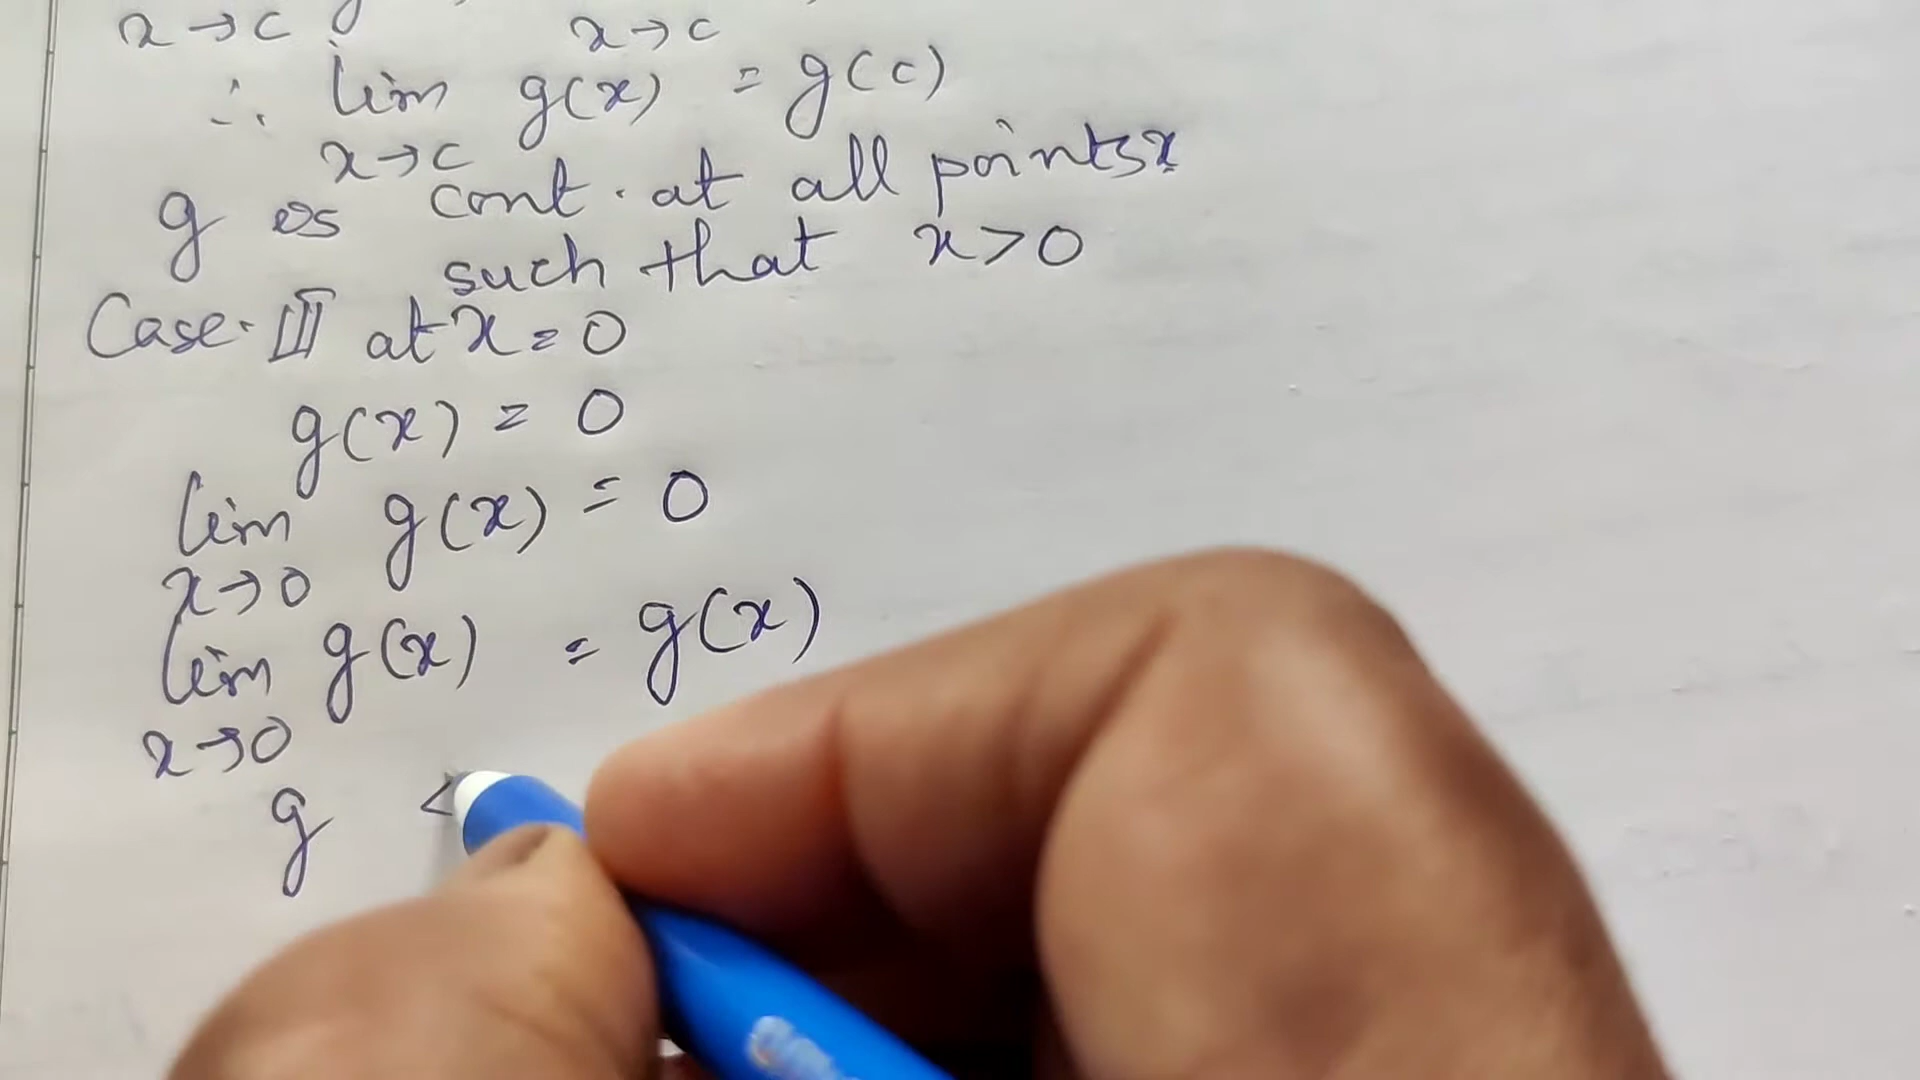 x→c x→c
∴ lim g(x) = g(c)
x→c
g is cont. at all points x
such that x>0
Case-III at x=0
g(x) = 0
lim g(x) = 0
x→0
lim g(x) = g(x)
x→0
g